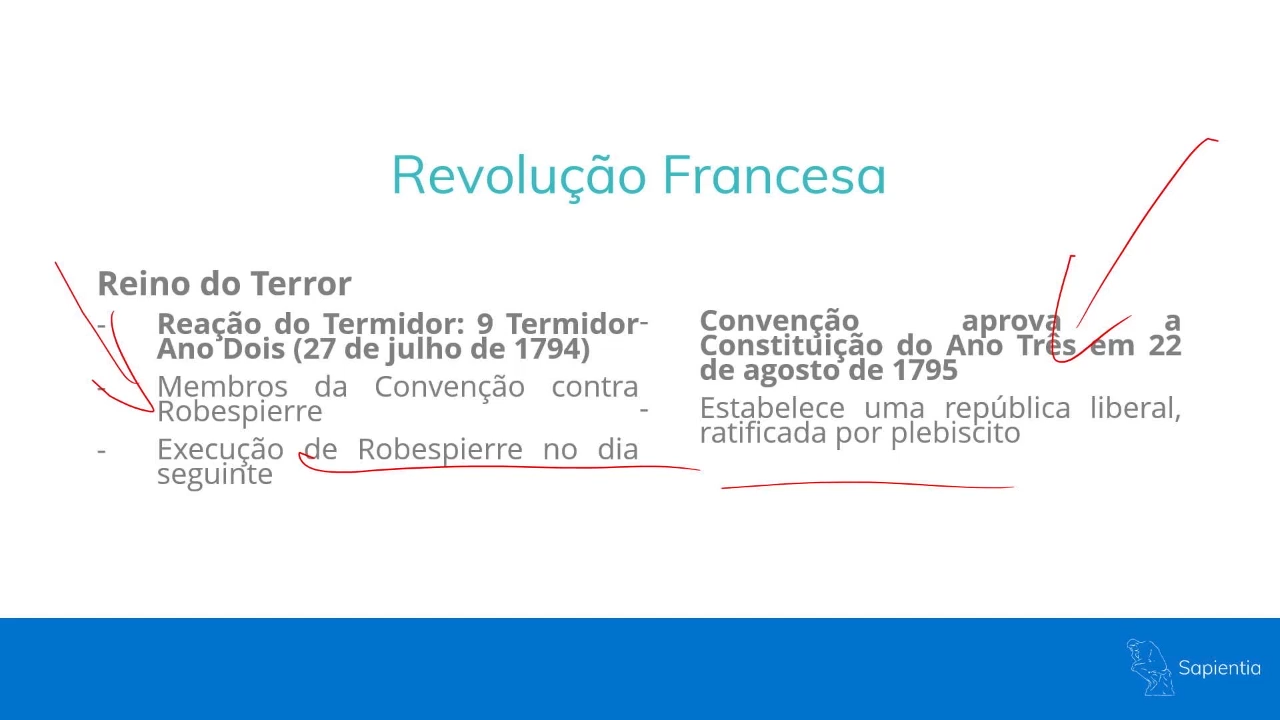 Revolução Francesa
Reino do Terror
- Reação do Termidor: 9 Termidor
Ano Dois (27 de julho de 1794)
- Membros da Convenção contra
Robespierre
- Execução de Robespierre no dia
seguinte
- Convenção aprova a
Constituição do Ano Três em 22
de agosto de 1795
- Estabelece uma república liberal,
ratificada por plebiscito
Sapientia